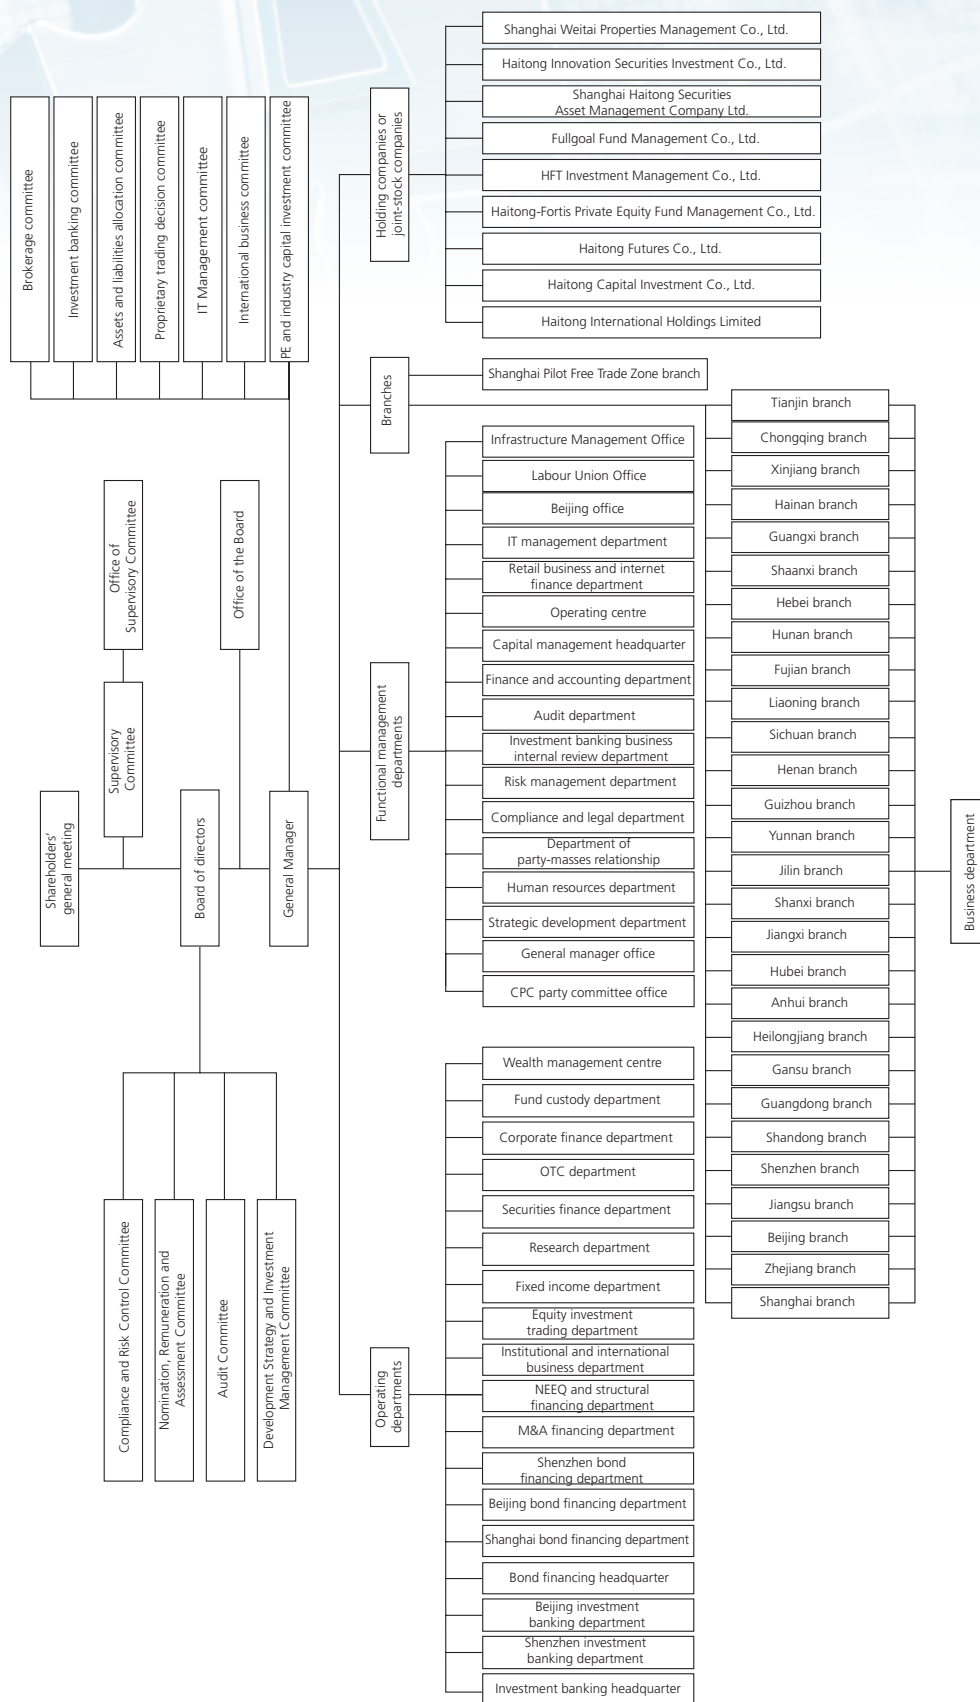 Brokerage committee
Investment banking committee
Assets and liabilities allocation committee
Proprietary trading decision committee
IT Management committee
International business committee
PE and industry capital investment committee
Office of
Supervisory Committee
Office of the Board
Supervisory
Committee
Shareholders'
general meeting
Board of directors
General Manager
Compliance and Risk Control Committee
Nomination, Remuneration and
Assessment Committee
Audit Committee
Development Strategy and Investment
Management Committee
Holding companies or
joint-stock companies
Shanghai Weitai Properties Management Co., Ltd.
Haitong Innovation Securities Investment Co., Ltd.
Shanghai Haitong Securities
Asset Management Company Ltd.
Fullgoal Fund Management Co., Ltd.
HFT Investment Management Co., Ltd.
Haitong-Fortis Private Equity Fund Management Co., Ltd.
Haitong Futures Co., Ltd.
Haitong Capital Investment Co., Ltd.
Haitong International Holdings Limited
Branches
Shanghai Pilot Free Trade Zone branch
Functional management
departments
Infrastructure Management Office
Labour Union Office
Beijing office
IT management department
Retail business and internet
finance department
Operating centre
Capital management headquarter
Finance and accounting department
Audit department
Investment banking business
internal review department
Risk management department
Compliance and legal department
Department of
party-masses relationship
Human resources department
Strategic development department
General manager office
CPC party committee office
Operating
departments
Wealth management centre
Fund custody department
Corporate finance department
OTC department
Securities finance department
Research department
Fixed income department
Equity investment
trading department
Institutional and international
business department
NEEQ and structural
financing department
M&A financing department
Shenzhen bond
financing department
Beijing bond financing department
Shanghai bond financing department
Bond financing headquarter
Beijing investment
banking department
Shenzhen investment
banking department
Investment banking headquarter
Tianjin branch
Chongqing branch
Xinjiang branch
Hainan branch
Guangxi branch
Shaanxi branch
Hebei branch
Hunan branch
Fujian branch
Liaoning branch
Sichuan branch
Henan branch
Guizhou branch
Yunnan branch
Jilin branch
Shanxi branch
Jiangxi branch
Hubei branch
Anhui branch
Heilongjiang branch
Gansu branch
Guangdong branch
Shandong branch
Shenzhen branch
Jiangsu branch
Beijing branch
Zhejiang branch
Shanghai branch
Business department